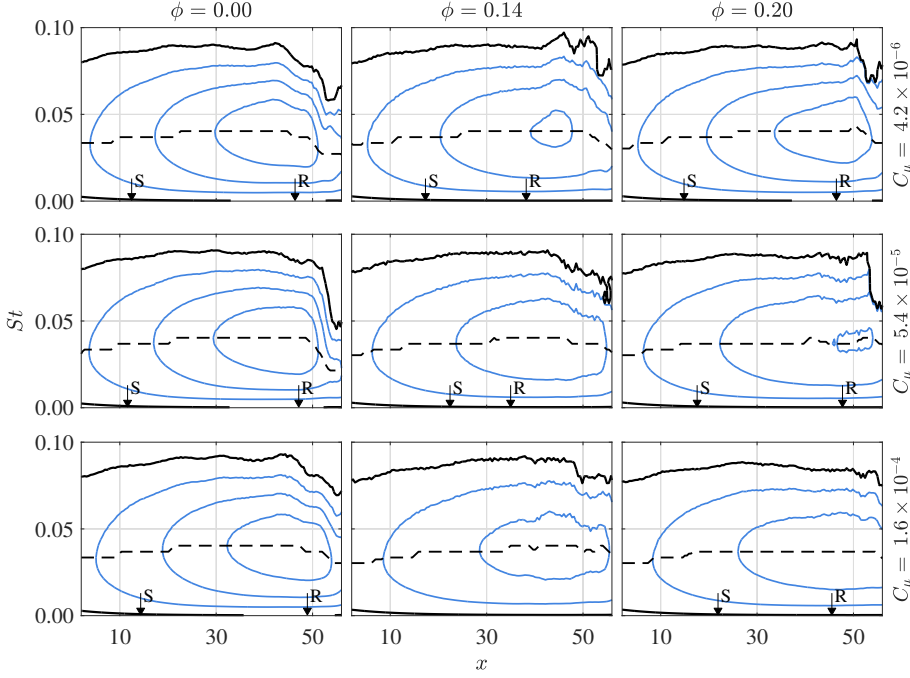 ϕ = 0.00 ϕ = 0.14 ϕ = 0.20
0.10
0.05
0.00
S R S R S R
C_u = 4.2 × 10^{-6}
0.10
0.05
0.00
St
S R S R S R
C_u = 5.4 × 10^{-5}
0.10
0.05
0.00
S R S R S R
C_u = 1.6 × 10^{-4}
10 30 50 10 30 50 10 30 50
x